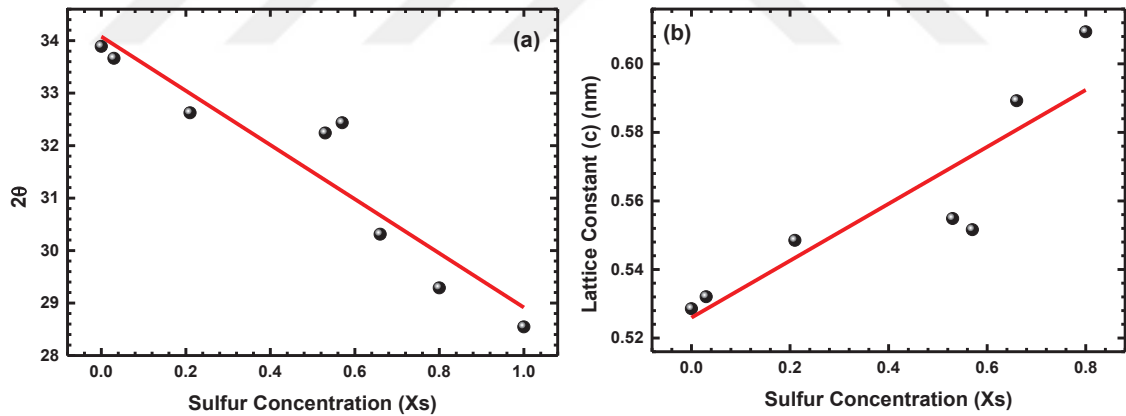 (a)
34
33
32
31
30
29
28
2θ
0.0 0.2 0.4 0.6 0.8 1.0
Sulfur Concentration (Xs)
(b)
0.60
0.58
0.56
0.54
0.52
Lattice Constant (c) (nm)
0.0 0.2 0.4 0.6 0.8
Sulfur Concentration (Xs)